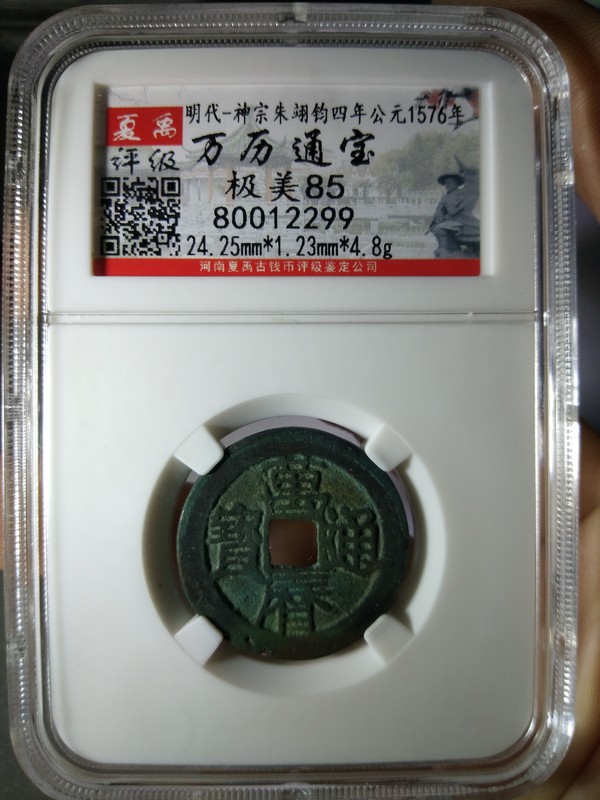 明代-神宗朱翊钧四年公元1576年
夏禹
评级
万历通宝
极美85
80012299
24.25mm*1.23mm*4.8g
河南夏禹古钱币评级鉴定公司
萬曆通寶